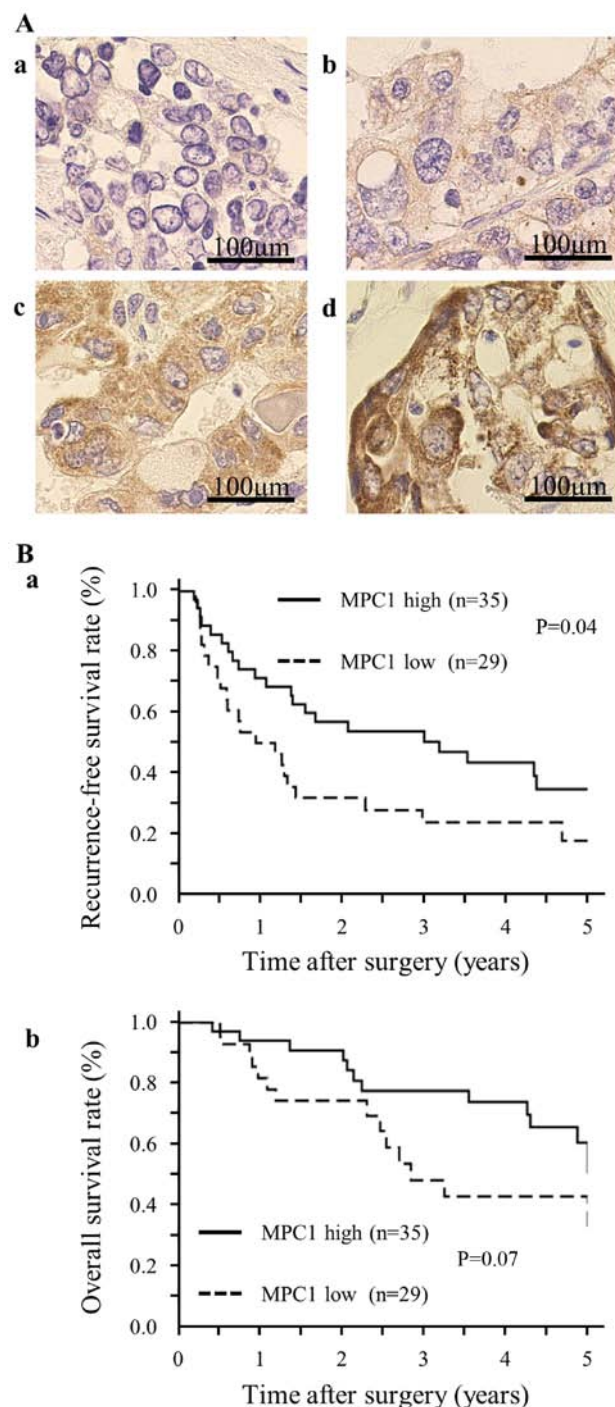 A
a
b
100μm
100μm
c
d
100μm
100μm
B
a
Recurrence-free survival rate (%)
1.0
0.8
0.6
0.4
0.2
0.0
MPC1 high (n=35)
P=0.04
MPC1 low (n=29)
0 1 2 3 4 5
Time after surgery (years)
b
Overall survival rate (%)
1.0
0.8
0.6
0.4
0.2
0.0
MPC1 high (n=35)
P=0.07
MPC1 low (n=29)
0 1 2 3 4 5
Time after surgery (years)